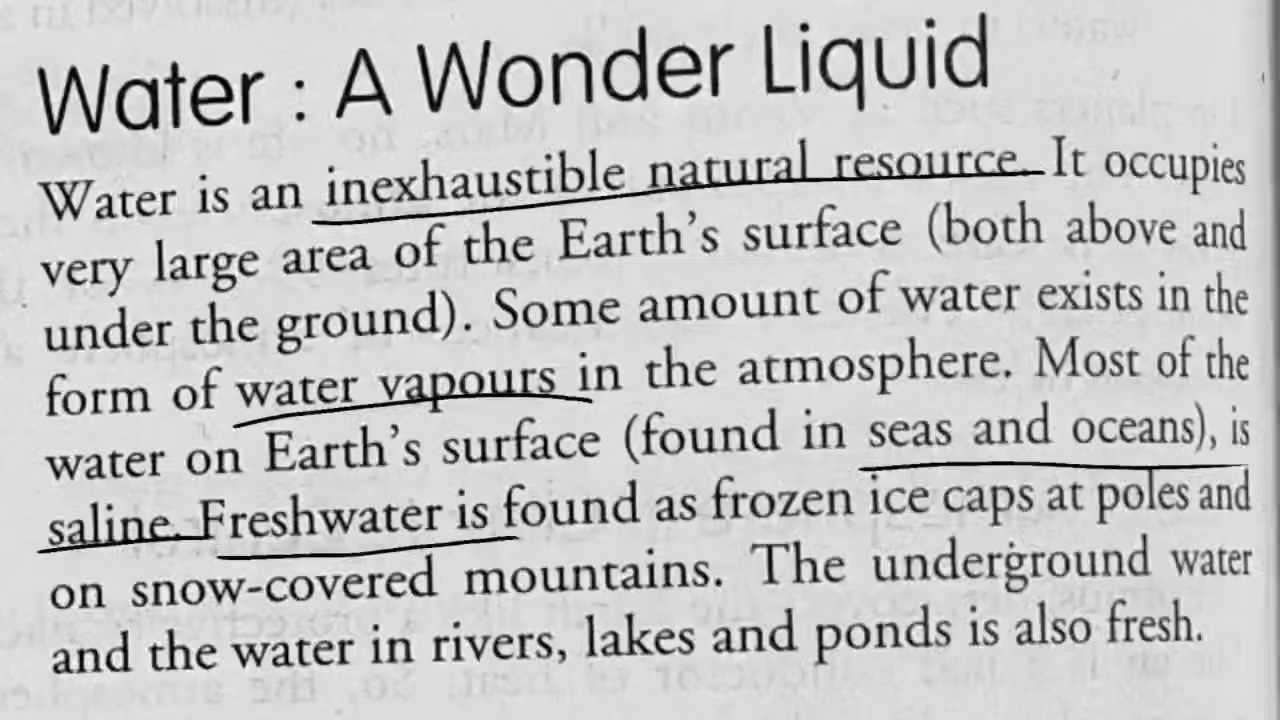 Water : A Wonder Liquid
Water is an inexhaustible natural resource. It occupies
very large area of the Earth's surface (both above and
under the ground). Some amount of water exists in the
form of water vapours in the atmosphere. Most of the
water on Earth's surface (found in seas and oceans), is
saline. Freshwater is found as frozen ice caps at poles and
on snow-covered mountains. The underground water
and the water in rivers, lakes and ponds is also fresh.